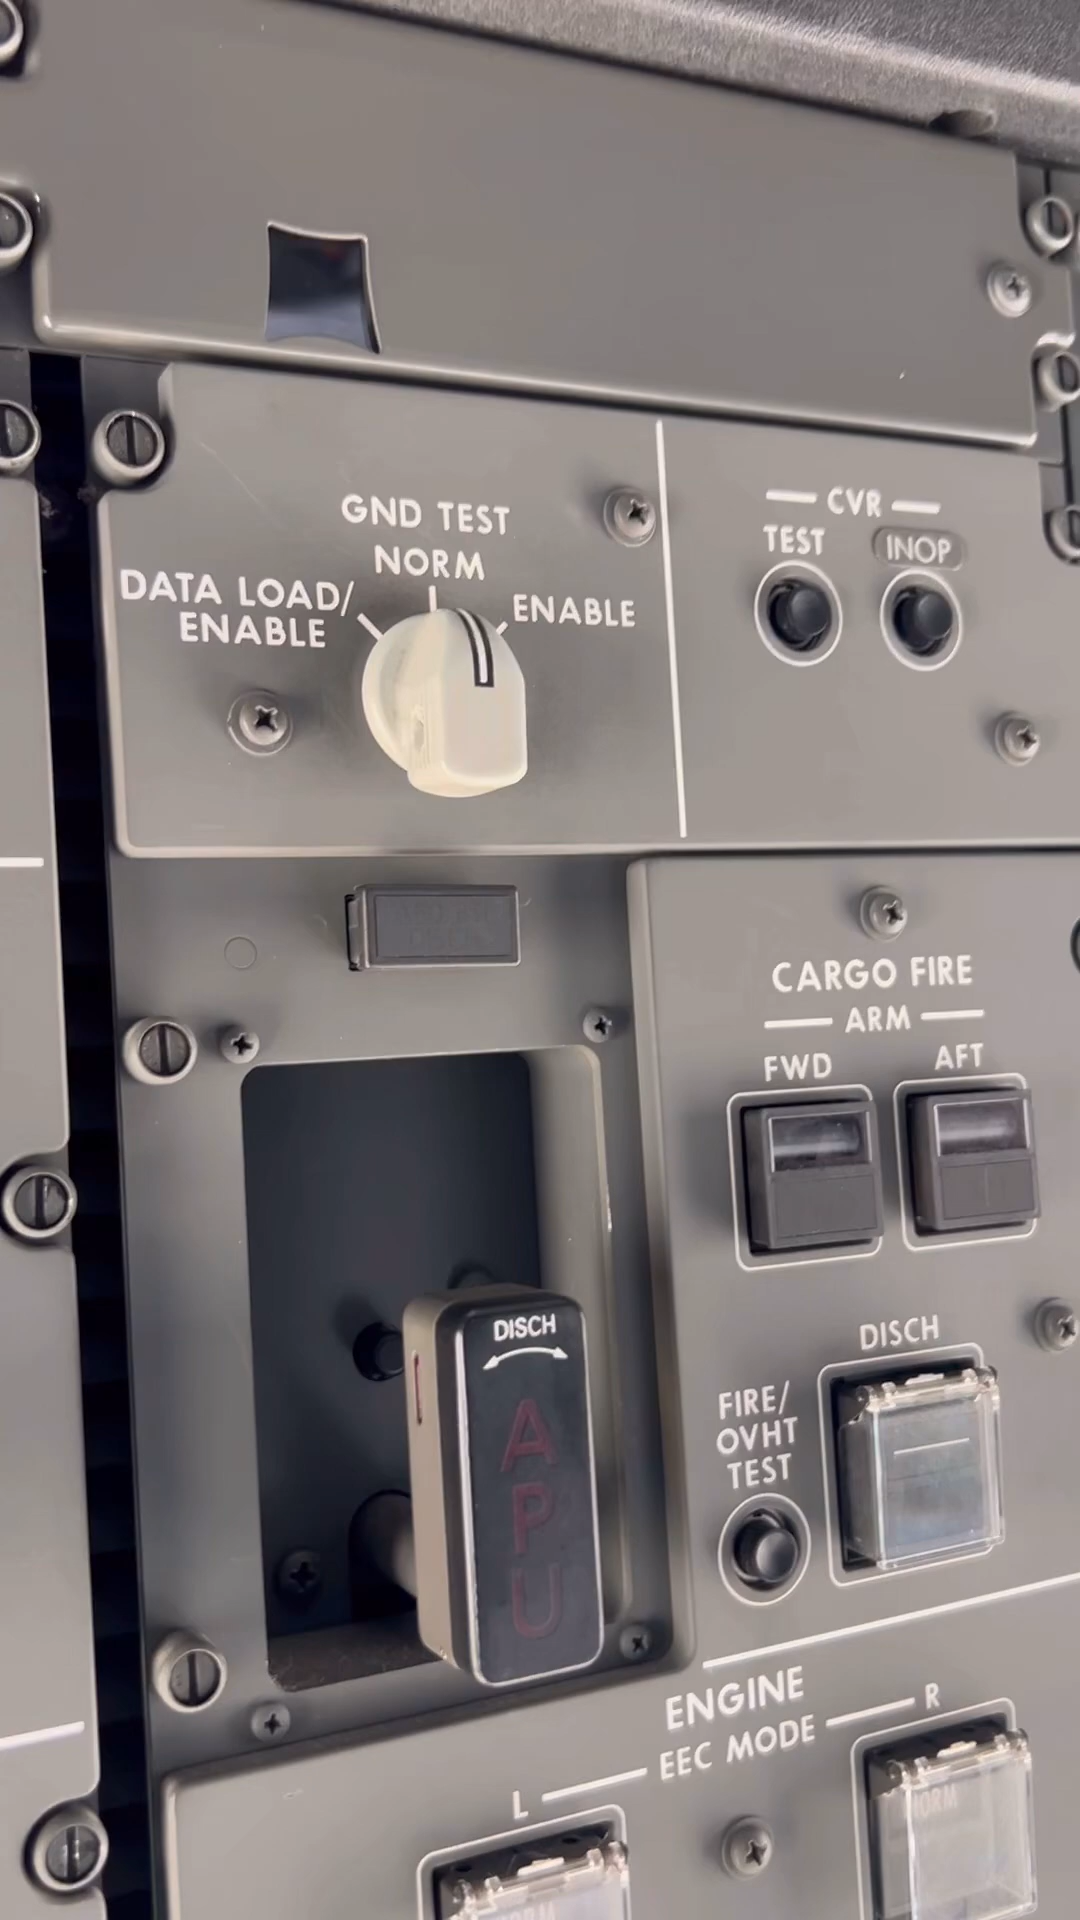 GND TEST
NORM
DATA LOAD/
ENABLE
ENABLE
CVR
TEST
INOP
CARGO FIRE
ARM
FWD
AFT
DISCH
APU
DISCH
FIRE/
OVHT
TEST
ENGINE
EEC MODE
L
R
NORM